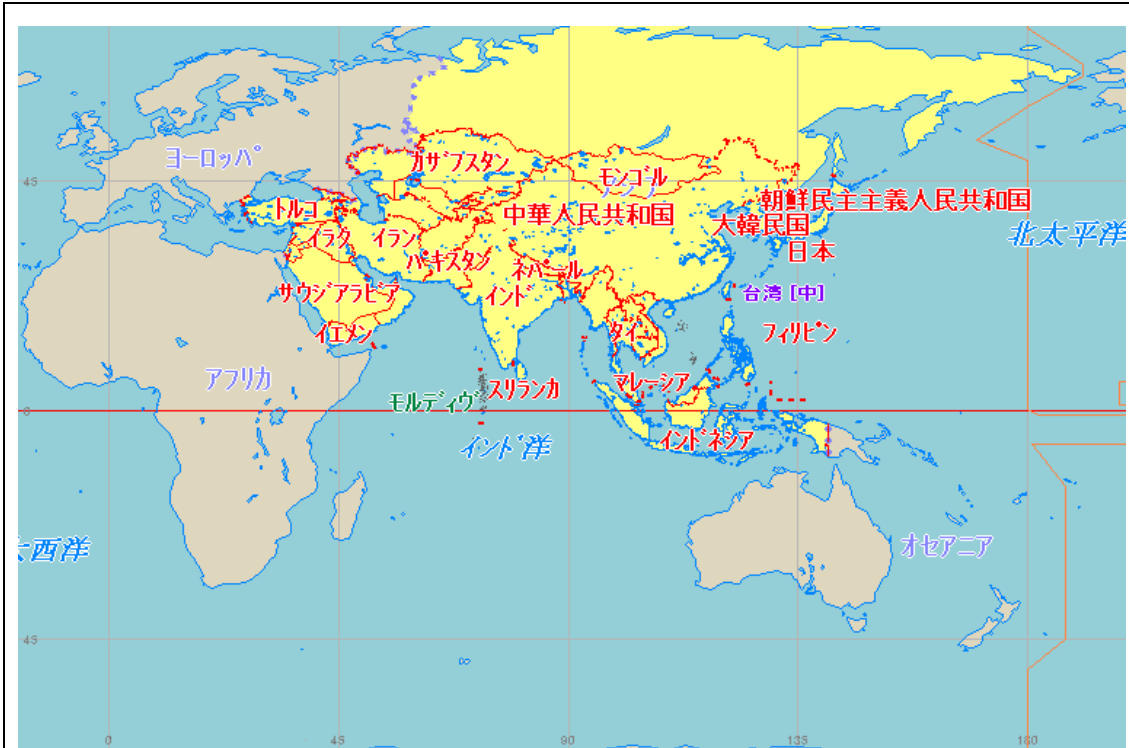 ヨーロッパ
カザフスタン
モンゴル
45
朝鮮民主主義人民共和国
トルコ
中華人民共和国
大韓民国
北太平洋
イラク
イラン
日本
パキスタン
ネパール
サウジアラビア
インド
台湾 [中]
イエメン
タイ
フィリピン
アフリカ
マレーシア
スリランカ
モルディヴ
0
インドネシア
インド洋
オセアニア
大西洋
45
0
45
90
135
180